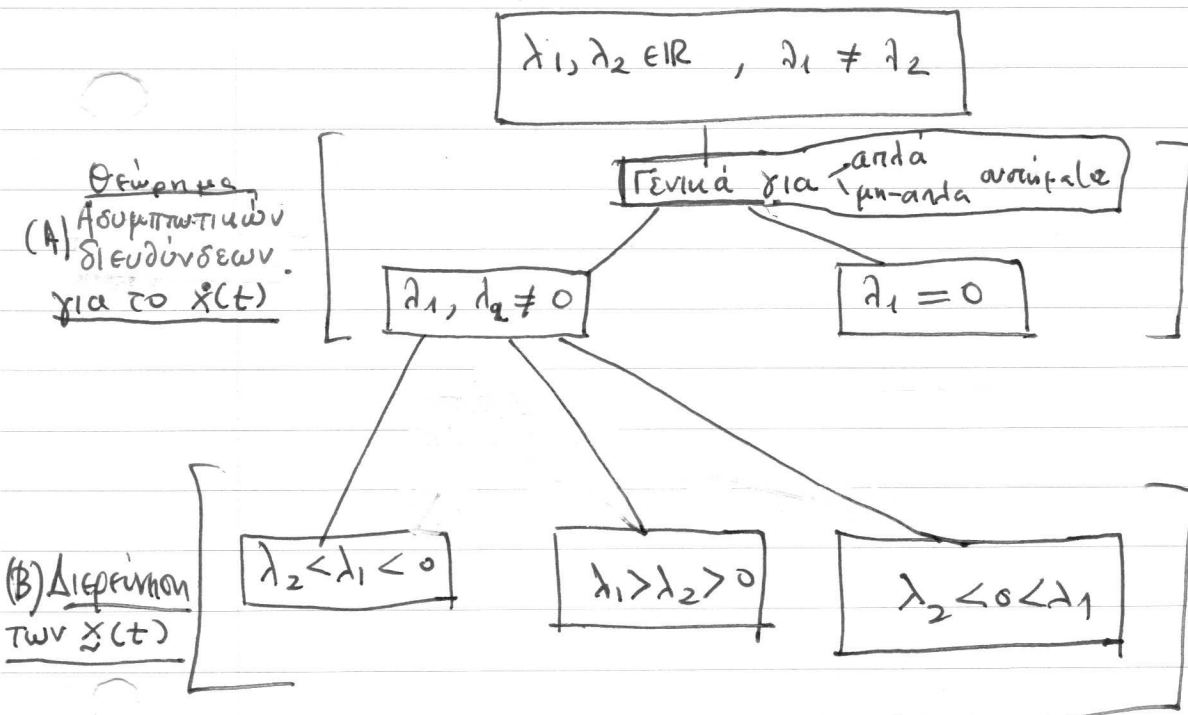 λ1, λ2 ∈ ℝ , λ1 ≠ λ2
Γενικά για απλά μη-απλά συστήματα
Θεώρημα
(A) Ασυμπτωτικών
διευθύνσεων
για το ẋ(t)
λ1, λ2 ≠ 0
λ1 = 0
(B) Διερεύνηση
των x(t)
λ2 < λ1 < 0
λ1 > λ2 > 0
λ2 < 0 < λ1